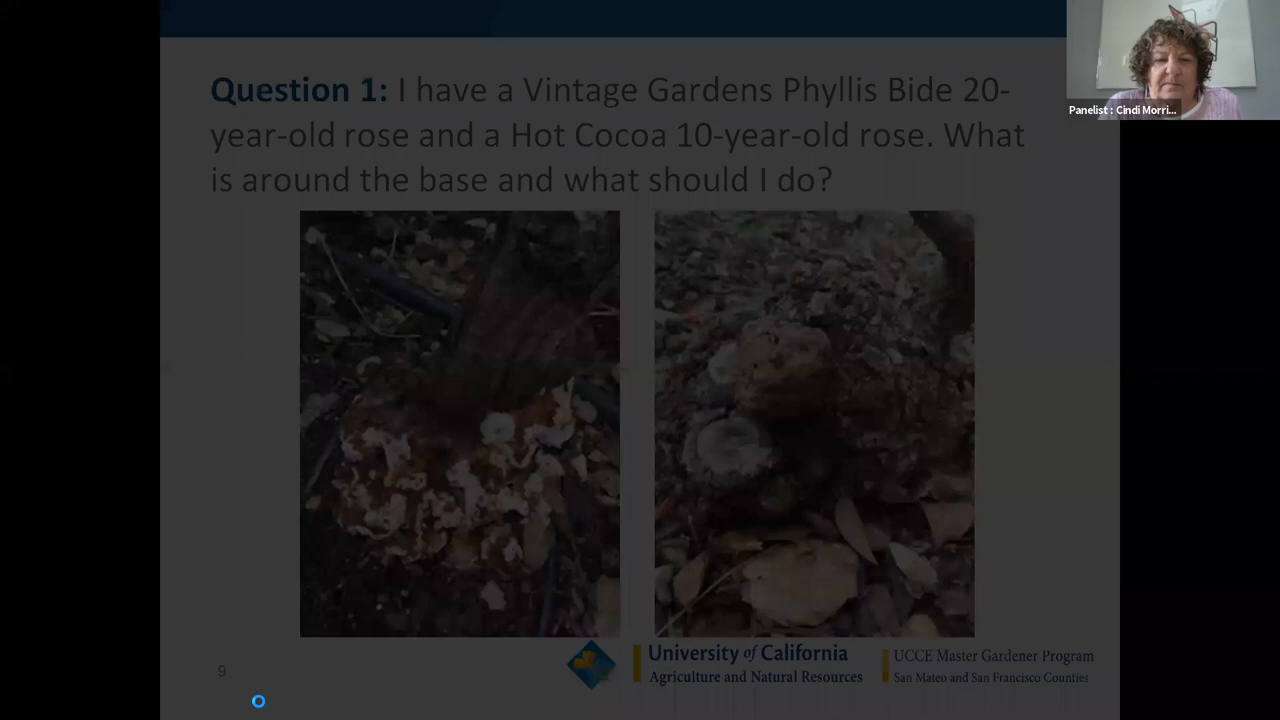 Question 1: I have a Vintage Gardens Phyllis Bide 20-
year-old rose and a Hot Cocoa 10-year-old rose. What
is around the base and what should I do?
Panelist : Cindi Morri...
9
University of California
Agriculture and Natural Resources
UCCE Master Gardener Program
San Mateo and San Francisco Counties